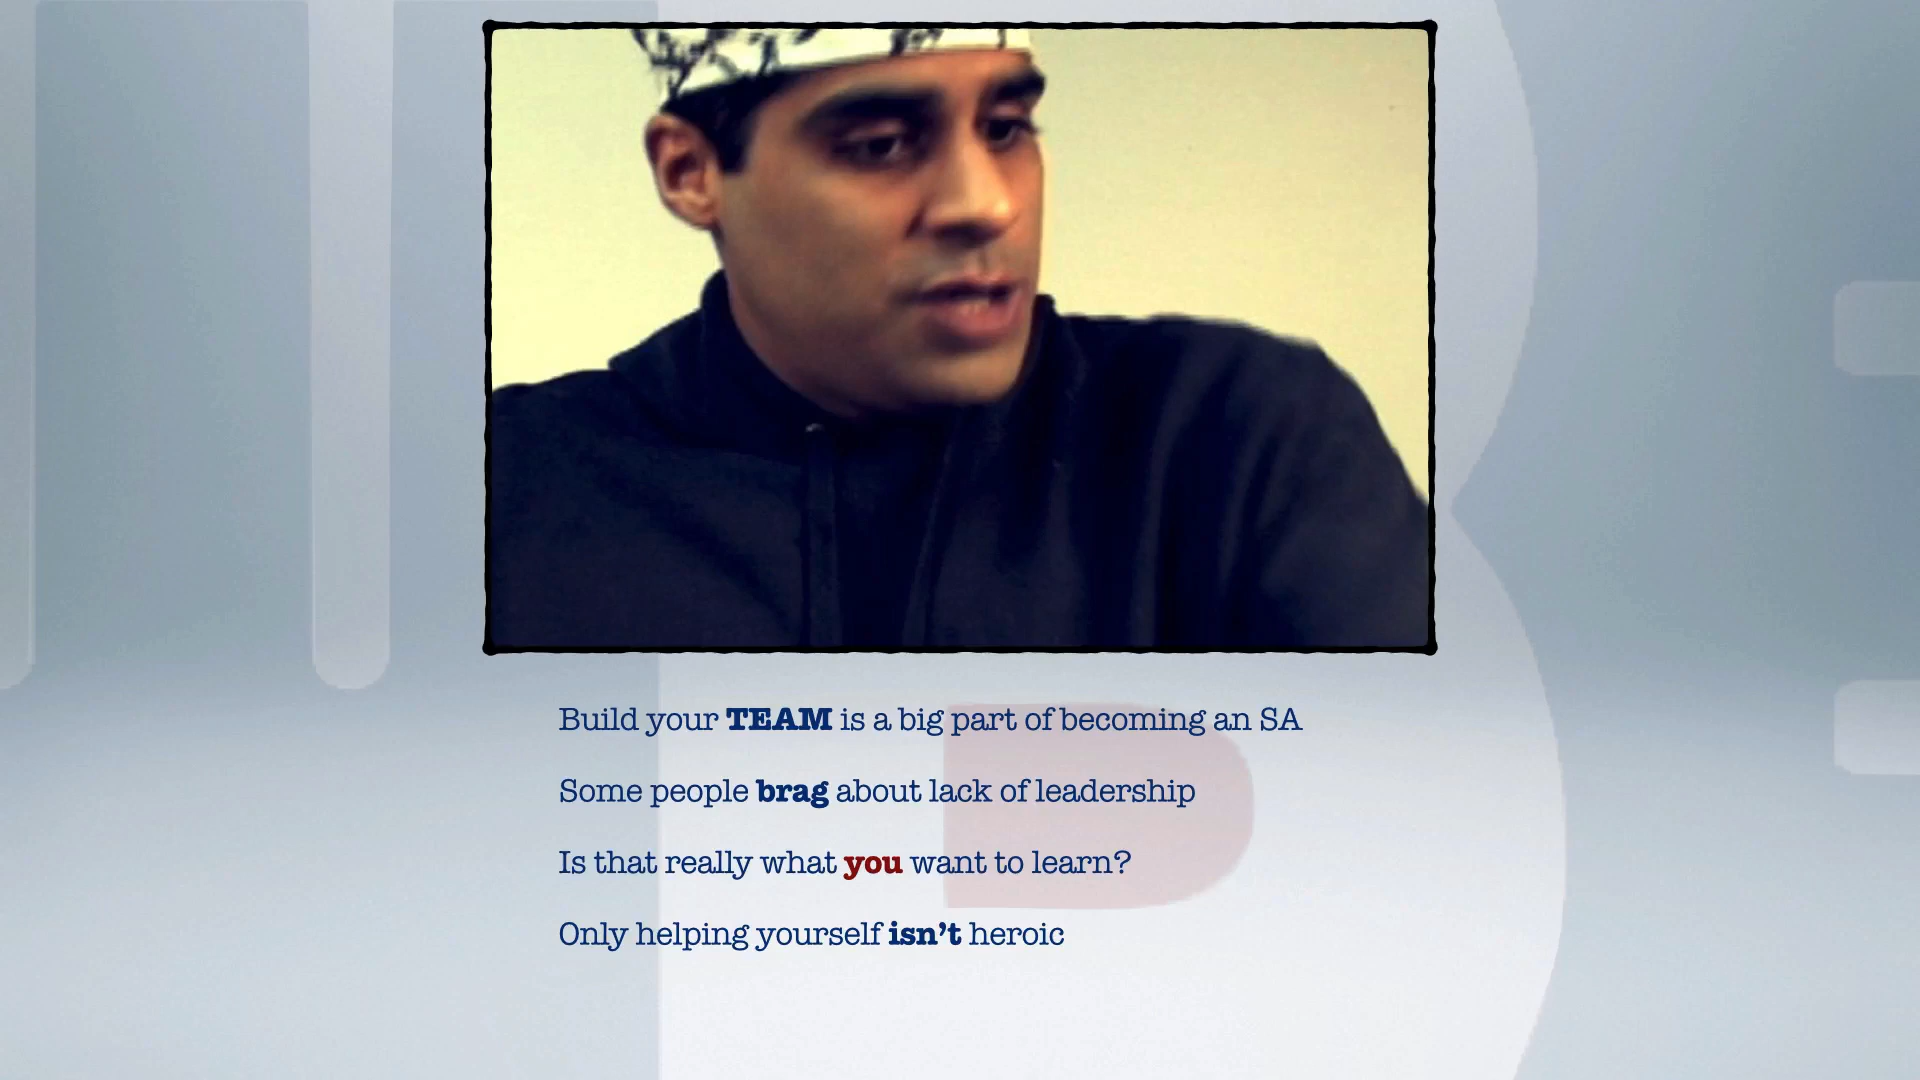 Build your TEAM is a big part of becoming an SA
Some people brag about lack of leadership
Is that really what you want to learn?
Only helping yourself isn’t heroic